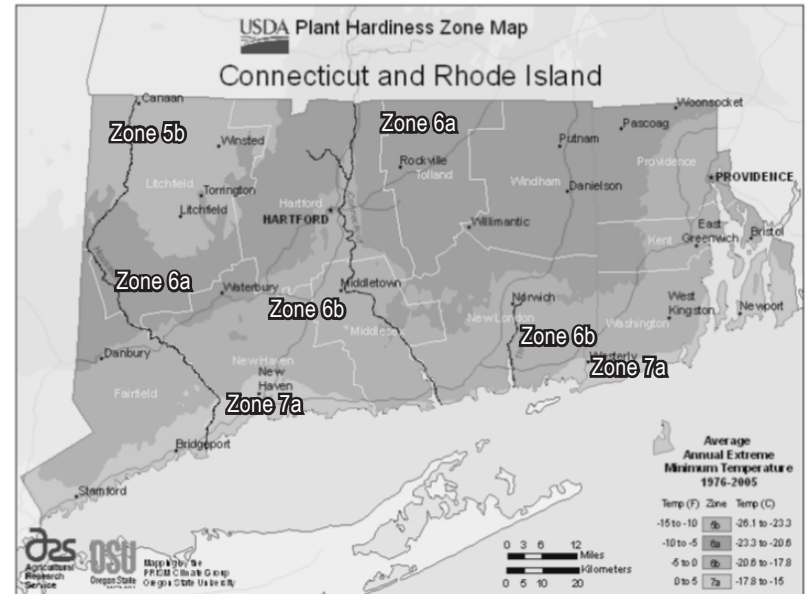 USDA Plant Hardiness Zone Map
Connecticut and Rhode Island
Canaan
Woonsocket
Zone 5b
Zone 6a
Pascoag
Winsted
Putnam
Rockville
Providence
Tolland
PROVIDENCE
Litchfield
Torrington
Windham
Danielson
Hartford
Litchfield
HARTFORD
Willimantic
East
Greenwich
Bristol
Kent
Zone 6a
Waterbury
Middletown
Zone 6b
Norwich
West
Kingston
Newport
Middlesex
New London
Washington
Zone 6b
Danbury
New Haven
Westerly
Zone 7a
New
Haven
Fairfield
Zone 7a
Bridgeport
Stamford
Average
Annual Extreme
Minimum Temperature
1976-2005
Temp (F) Zone Temp (C)
-15 to -10 5b -26.1 to -23.3
-10 to -5 6a -23.3 to -20.6
-5 to 0 6b -20.6 to -17.8
0 to 5 7a -17.8 to -15
ars
Agricultural
Research
Service
OSU
Oregon State
Mapping by the
PRISM Climate Group
Oregon State University
0 3 6 12
Miles
Kilometers
0 5 10 20